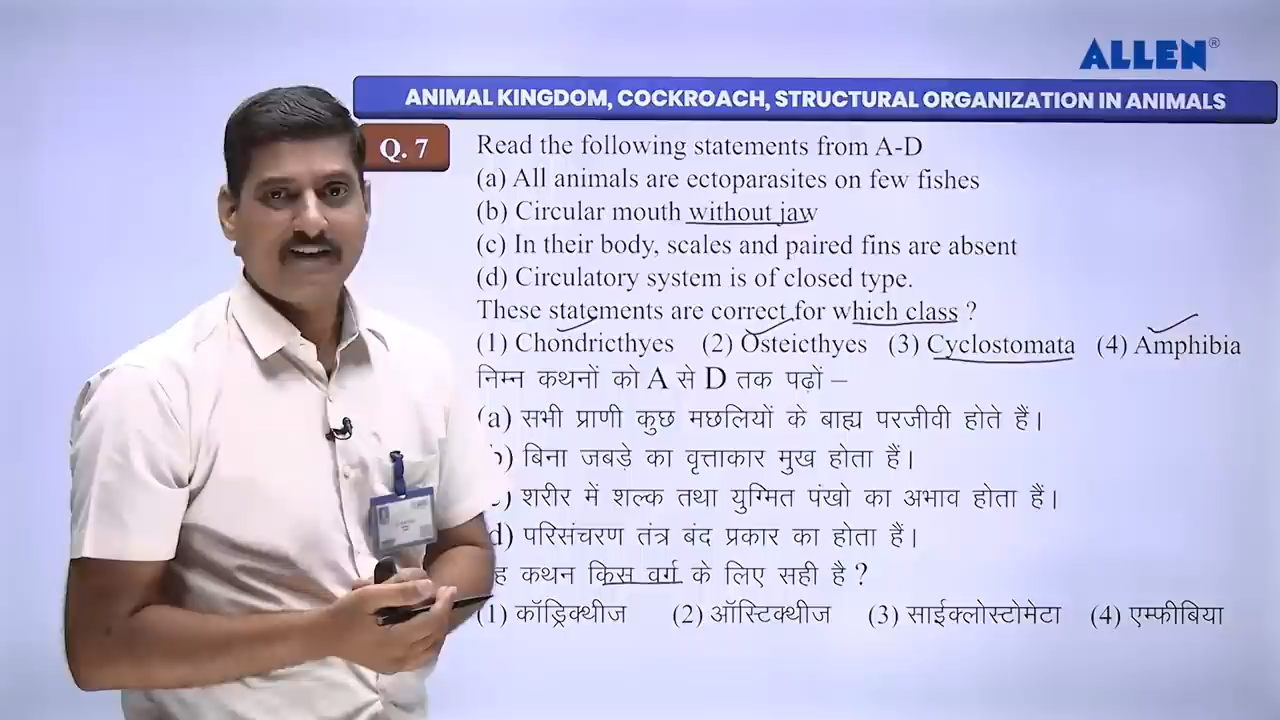 ALLEN®
ANIMAL KINGDOM, COCKROACH, STRUCTURAL ORGANIZATION IN ANIMALS
Q. 7
Read the following statements from A-D
(a) All animals are ectoparasites on few fishes
(b) Circular mouth without jaw
(c) In their body, scales and paired fins are absent
(d) Circulatory system is of closed type.
These statements are correct for which class ?
(1) Chondricthyes (2) Osteicthyes (3) Cyclostomata (4) Amphibia
निम्न कथनों को A से D तक पढ़ों –
(a) सभी प्राणी कुछ मछलियों के बाह्य परजीवी होते हैं।
) बिना जबड़े का वृत्ताकार मुख होता हैं।
) शरीर में शल्क तथा युग्मित पंखो का अभाव होता हैं।
d) परिसंचरण तंत्र बंद प्रकार का होता हैं।
कथन किस वर्ग के लिए सही है ?
(1) कॉड्रिक्थीज (2) ऑस्टिक्थीज (3) साईक्लोस्टोमेटा (4) एम्फीबिया